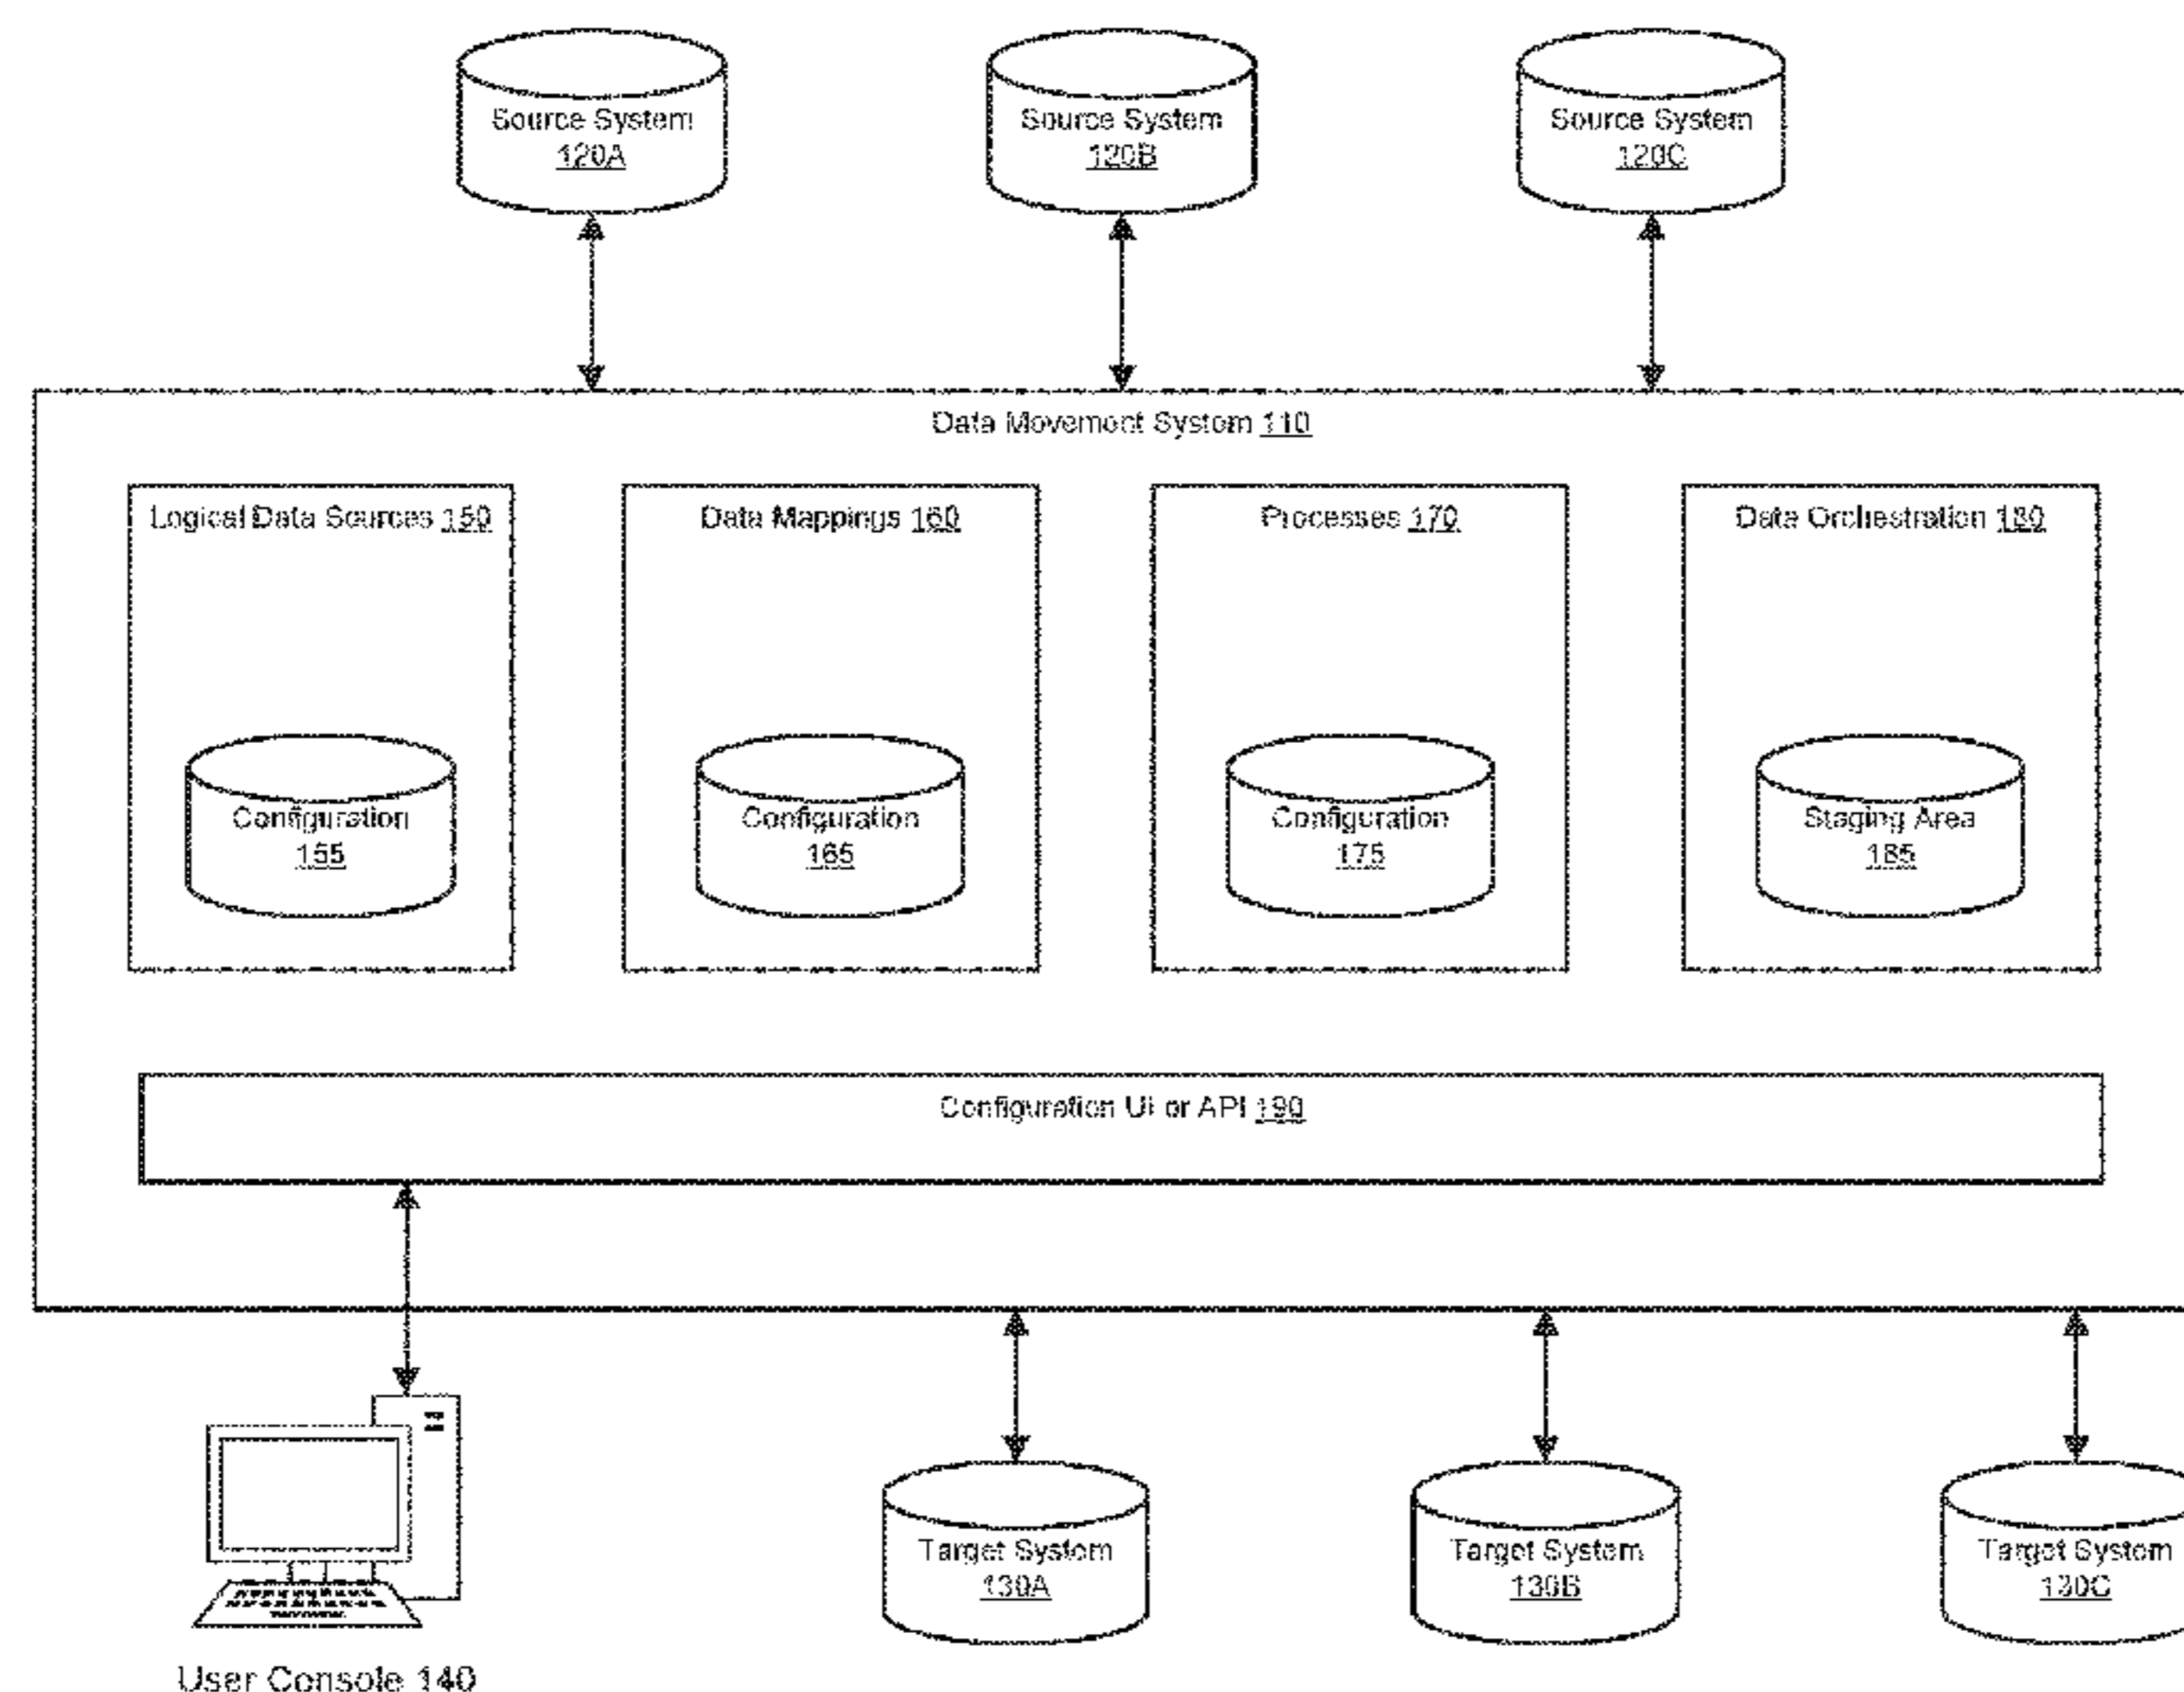 Source System
120A
Source System
120B
Source System
120C
Data Movement System 110
Logical Data Sources 150
Data Mappings 160
Processes 170
Data Orchestration 180
Configuration
155
Configuration
165
Configuration
175
Staging Area
185
Configuration UI or API 190
Target System
130A
Target System
130B
Target System
130C
User Console 140